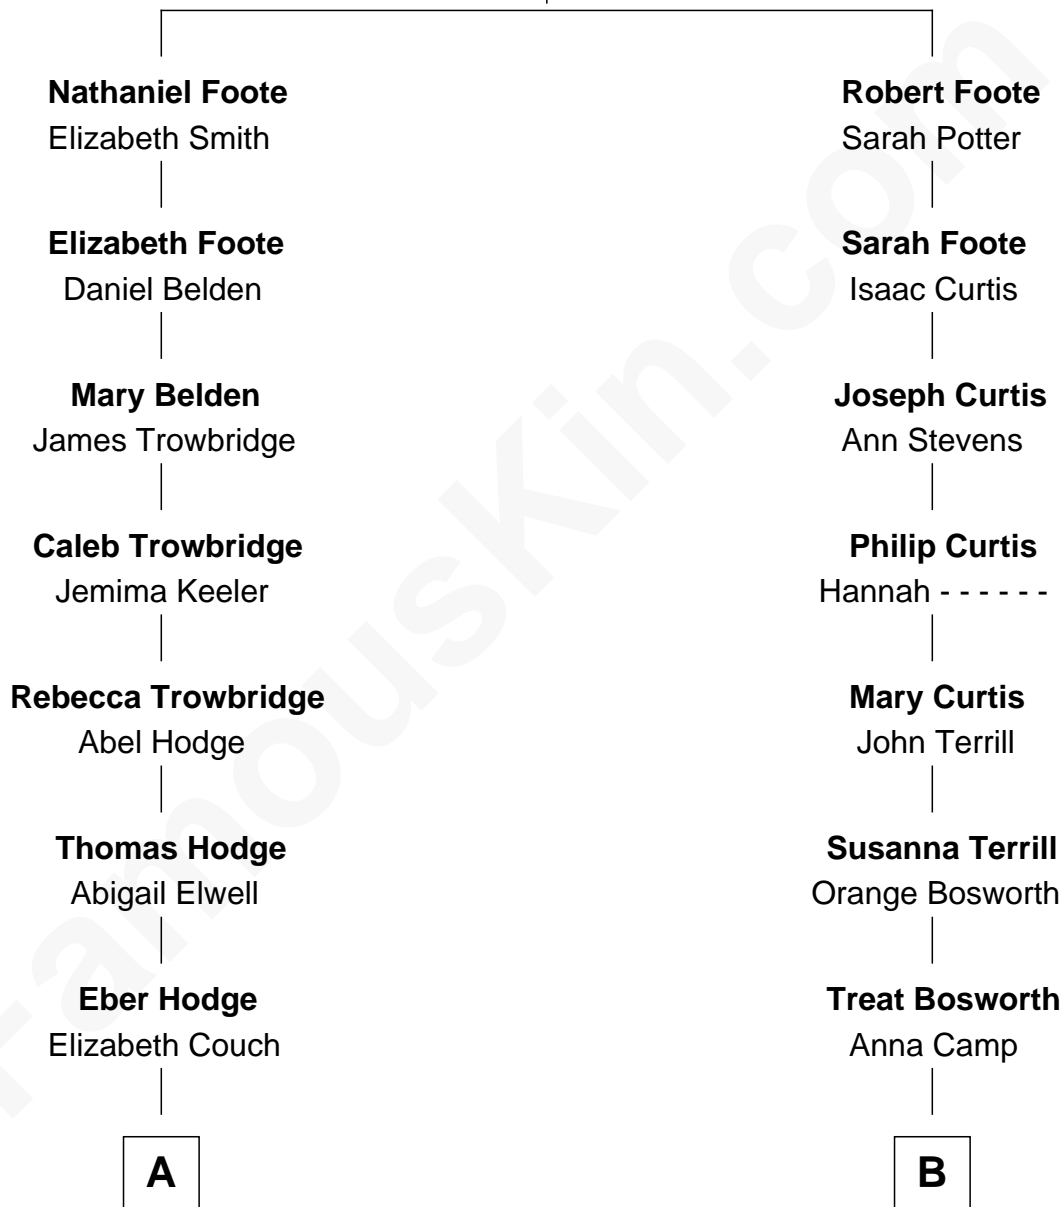 Nathaniel Foote
Elizabeth Smith
Elizabeth Foote
Daniel Belden
Mary Belden
James Trowbridge
Caleb Trowbridge
Jemima Keeler
Rebecca Trowbridge
Abel Hodge
Thomas Hodge
Abigail Elwell
Eber Hodge
Elizabeth Couch
A
Robert Foote
Sarah Potter
Sarah Foote
Isaac Curtis
Joseph Curtis
Ann Stevens
Philip Curtis
Hannah - - - - - -
Mary Curtis
John Terrill
Susanna Terrill
Orange Bosworth
Treat Bosworth
Anna Camp
B
FamousKin.com